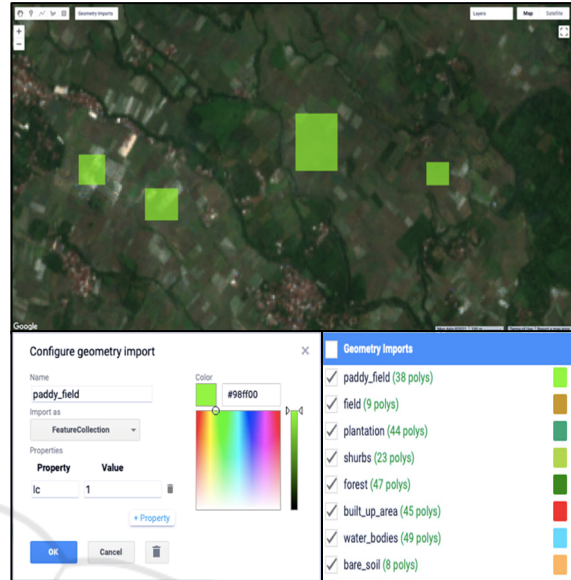 Geometry Imports
Layers
Map Satellite
+
−
Google
Configure geometry import
X
Name
paddy_field
Color
#98ff00
Import as
FeatureCollection
Properties
Property Value
lc 1
+ Property
OK Cancel
Geometry Imports
paddy_field (38 polys)
field (9 polys)
plantation (44 polys)
shurbs (23 polys)
forest (47 polys)
built_up_area (45 polys)
water_bodies (49 polys)
bare_soil (8 polys)